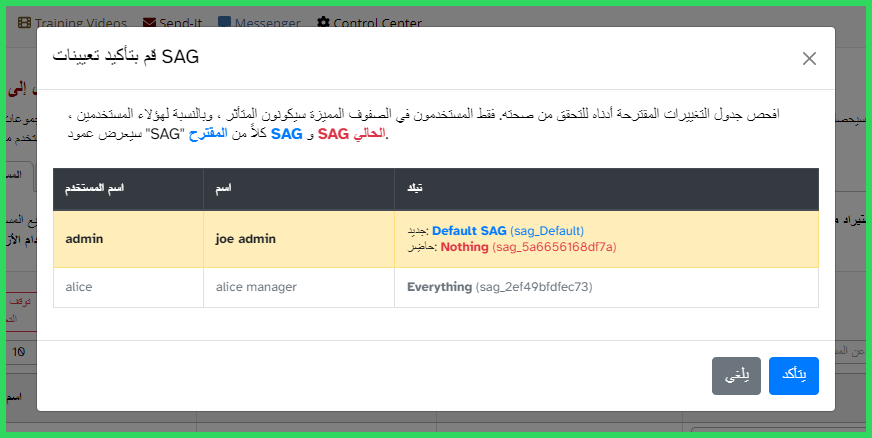 Training Videos Send-It Messenger Control Center
قم بتأكيد تعيينات SAG
افحص جدول التغييرات المقترحة أدناه للتحقق من صحته. فقط المستخدمون في الصفوف المميزة سيكونون المتأثر ، وبالنسبة لهؤلاء المستخدمين ،
سيعرض عمود "SAG" كلاً من المقترح SAG و SAG الحالي.
اسم المستخدم اسم تبلد
admin joe admin جديد: Default SAG (sag_Default)
حاضِر: Nothing (sag_5a6656168df7a)
alice alice manager Everything (sag_2ef49bfdfec73)
10
يلغي يتأكد